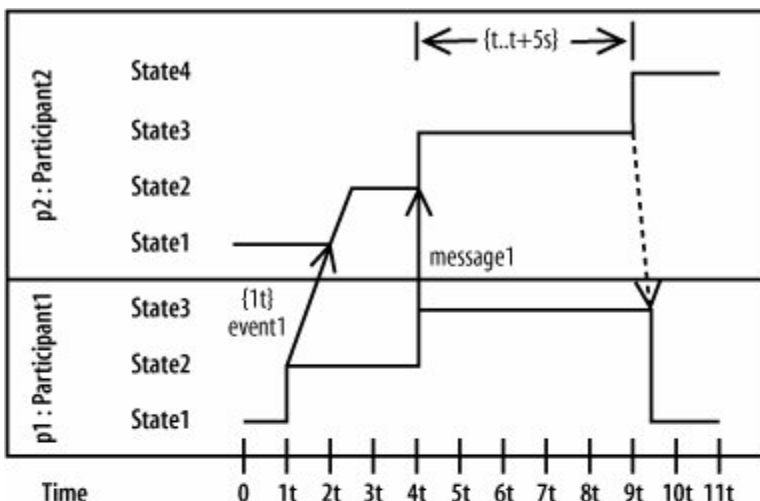 p2 : Participant2
State4
State3
State2
State1
{t..t+5s}
message1
{1t}
event1
p1 : Participant1
State3
State2
State1
Time 0 1t 2t 3t 4t 5t 6t 7t 8t 9t 10t 11t